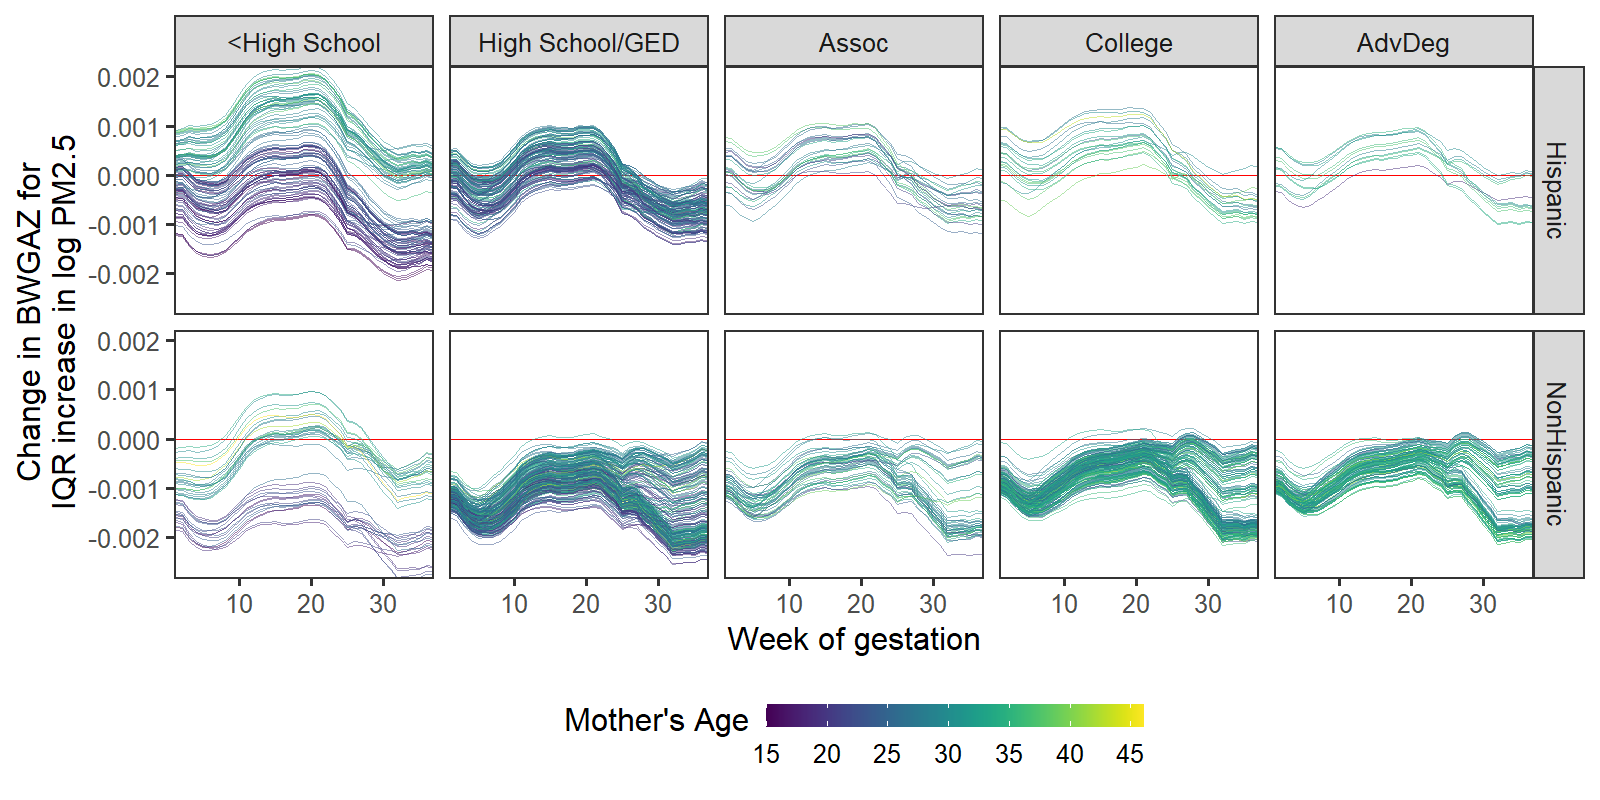 <High School
High School/GED
Assoc
College
AdvDeg
Change in BWGAZ for
IQR increase in log PM2.5
0.002
0.001
0.000
-0.001
-0.002
Hispanic
0.002
0.001
0.000
-0.001
-0.002
NonHispanic
10 20 30
10 20 30
10 20 30
10 20 30
10 20 30
Week of gestation
Mother's Age
15 20 25 30 35 40 45